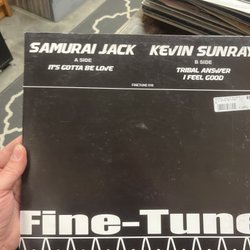 SAMURAI JACK KEVIN SUNRAY
A SIDE B SIDE
IT'S GOTTA BE LOVE TRIBAL ANSWER
I FEEL GOOD
Fine-Tune